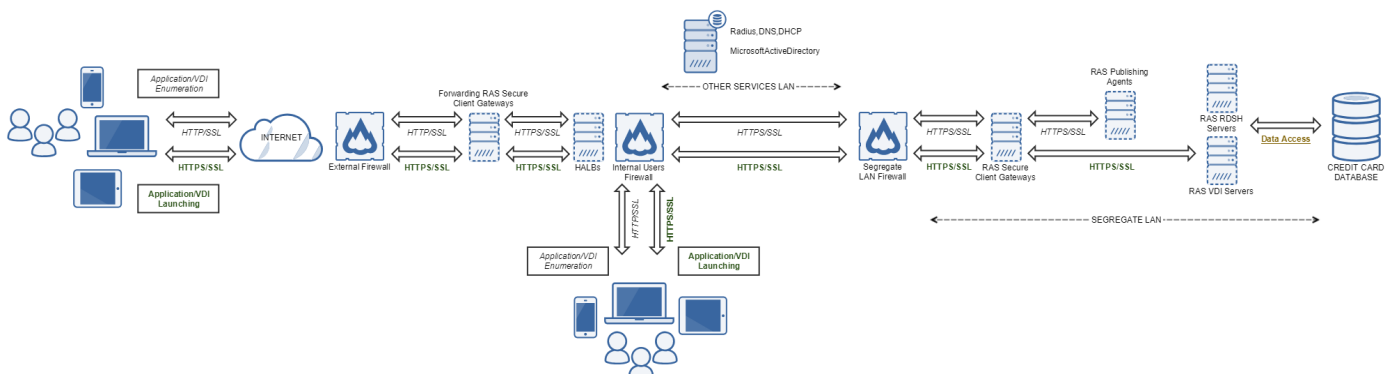 Radius,DNS,DHCP
MicrosoftActiveDirectory
OTHER SERVICES LAN
Application/VDI
Enumeration
HTTP/SSL
HTTPS/SSL
Application/VDI
Launching
INTERNET
HTTP/SSL
HTTPS/SSL
External Firewall
Forwarding RAS Secure
Client Gateways
HTTPS/SSL
HTTPS/SSL
HALBs
Internal Users
Firewall
HTTPS/SSL
HTTPS/SSL
Segregate
LAN Firewall
HTTPS/SSL
HTTPS/SSL
RAS Secure
Client Gateways
HTTP/SSL
HTTPS/SSL
RAS Publishing
Agents
RAS RDSH
Servers
RAS VDI Servers
Data Access
CREDIT CARD
DATABASE
SEGREGATE LAN
HTTP/SSL
HTTPS/SSL
Application/VDI
Enumeration
Application/VDI
Launching